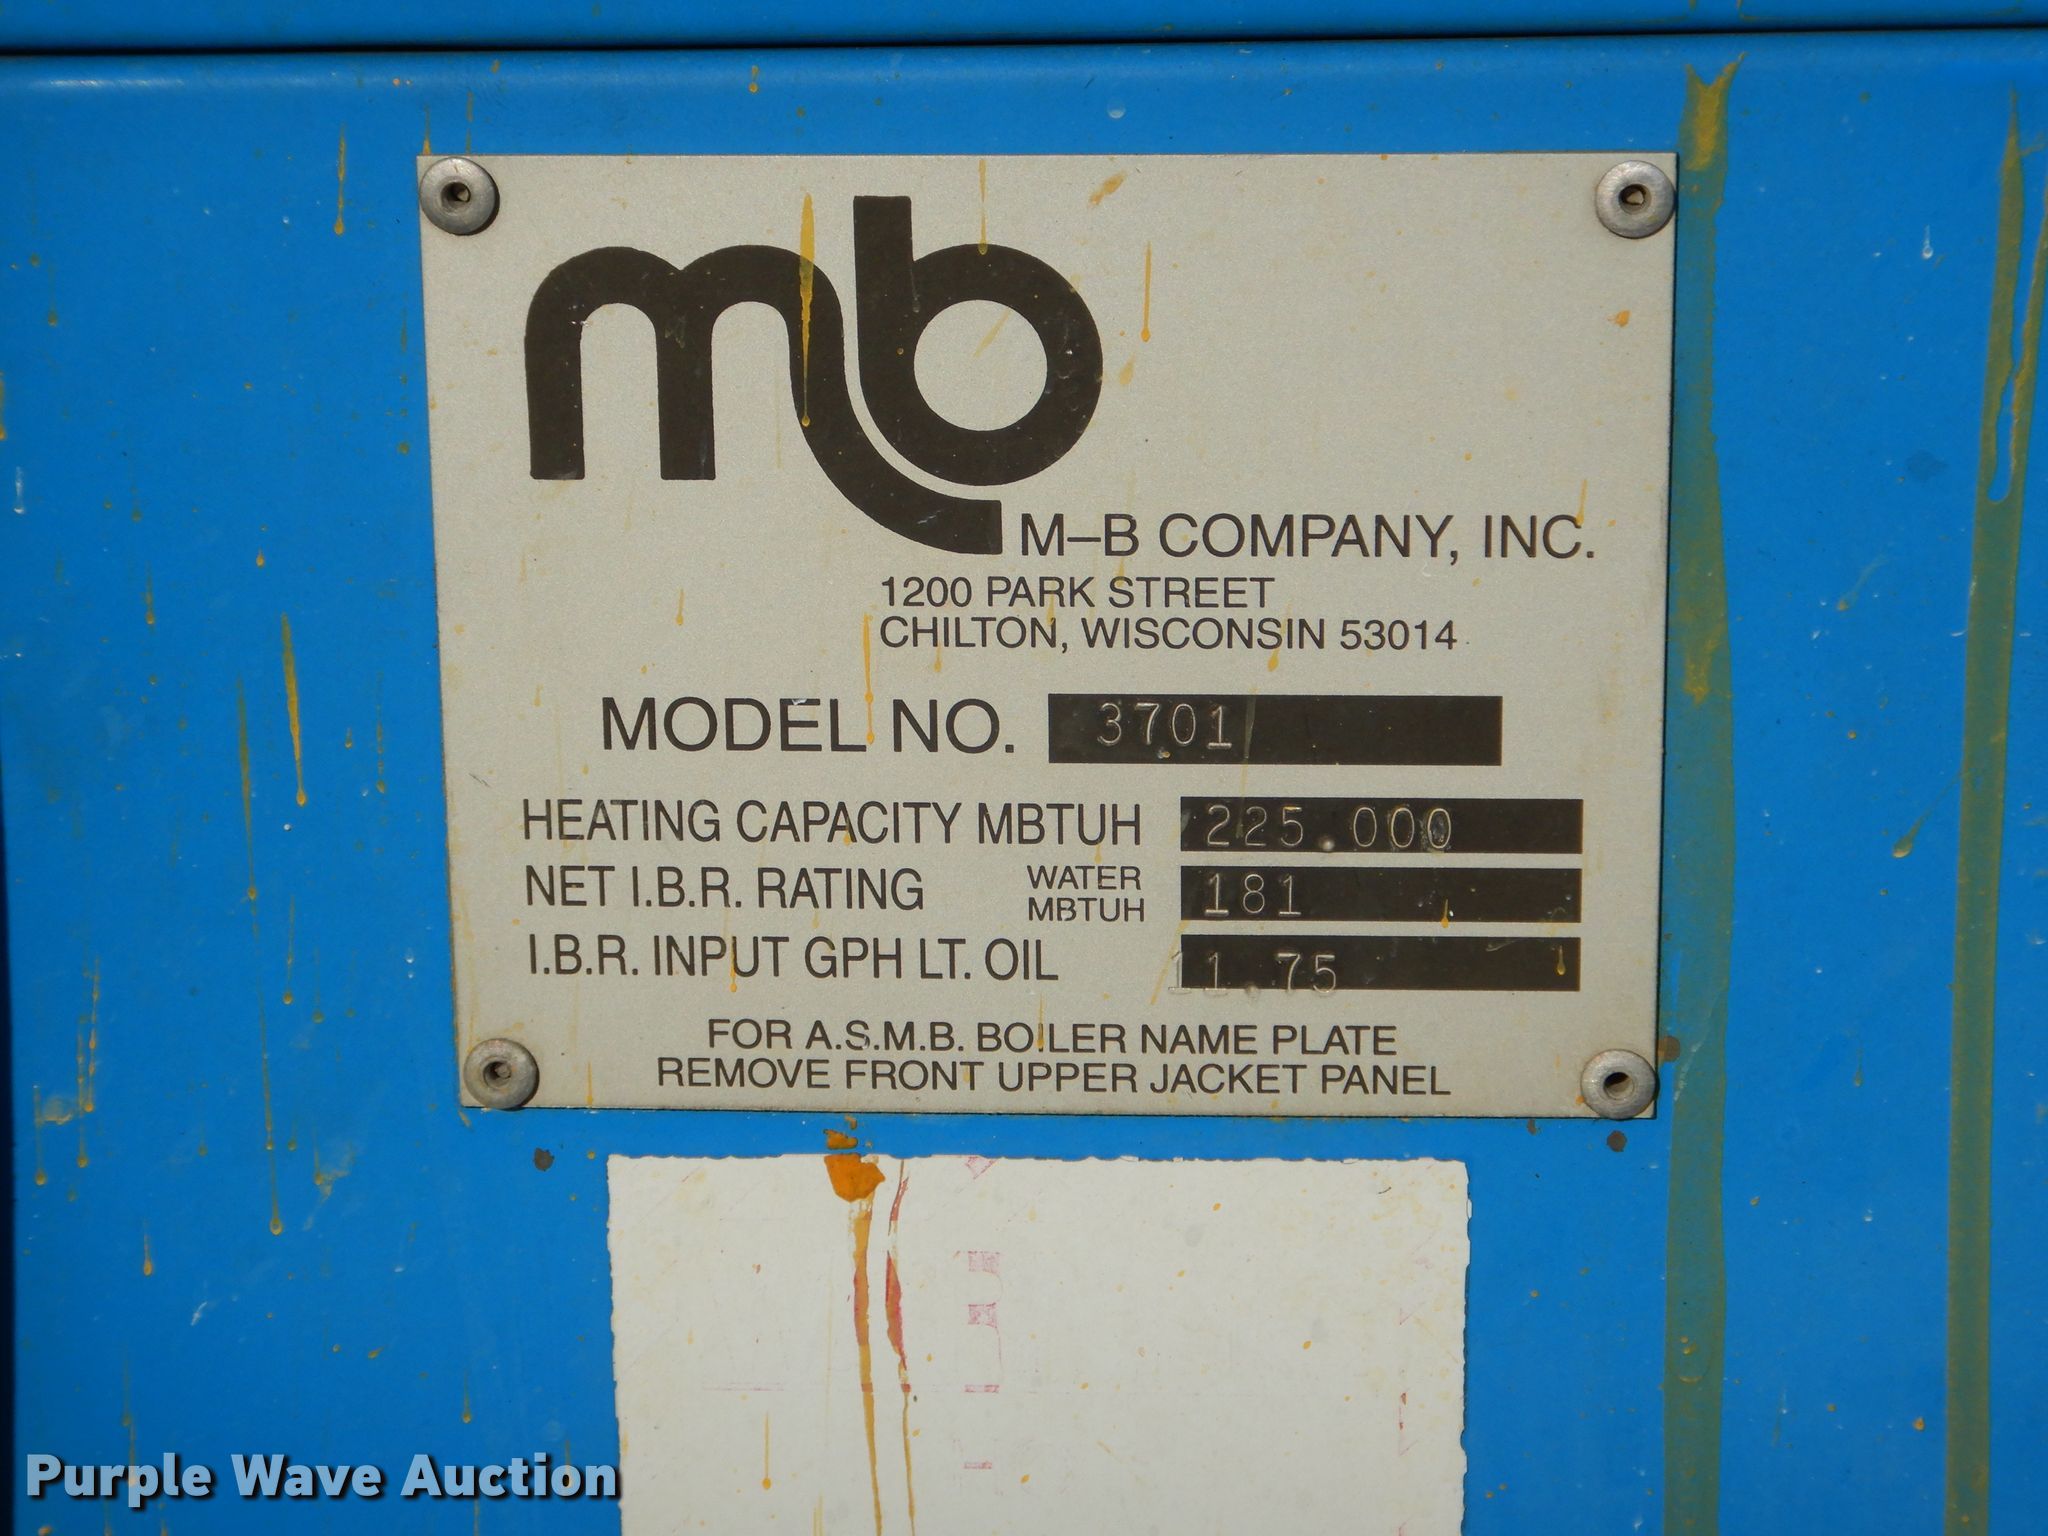 mb
M–B COMPANY, INC.
1200 PARK STREET
CHILTON, WISCONSIN 53014
MODEL NO. 3701
HEATING CAPACITY MBTUH 225.000
NET I.B.R. RATING WATER MBTUH 181
I.B.R. INPUT GPH LT. OIL 11.75
FOR A.S.M.B. BOILER NAME PLATE
REMOVE FRONT UPPER JACKET PANEL
Purple Wave Auction